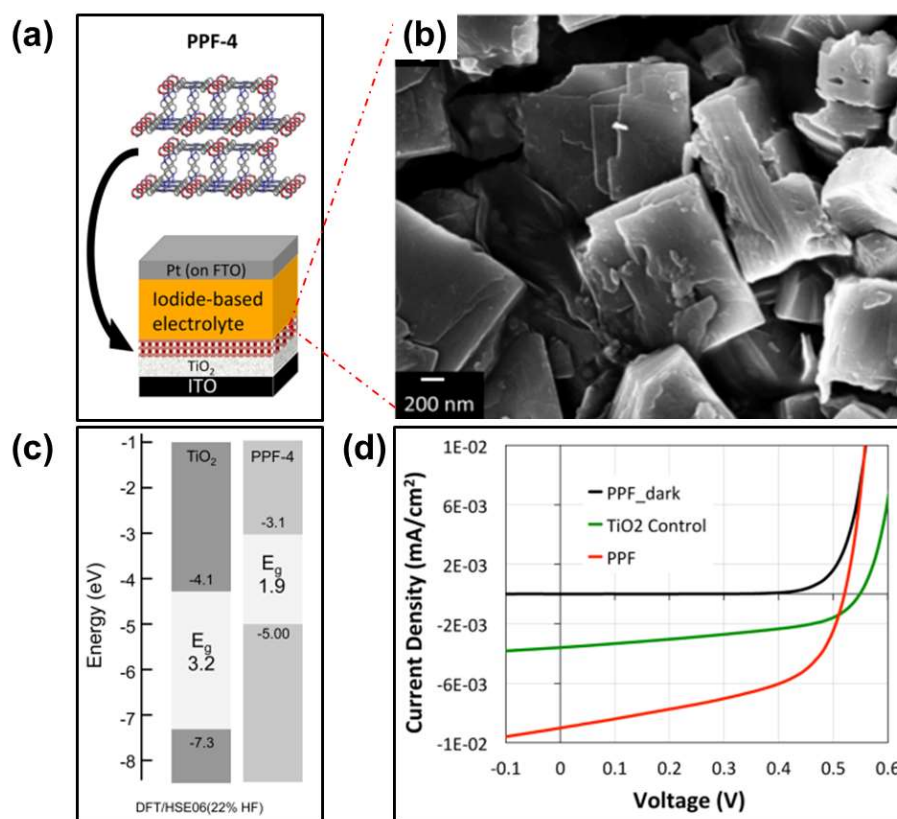 (a)
PPF-4
Pt (on FTO)
Iodide-based
electrolyte
TiO₂
ITO
(b)
200 nm
(c)
Energy (eV)
-1
-2
-3
-4
-5
-6
-7
-8
TiO₂
-4.1
Eg
3.2
-7.3
PPF-4
-3.1
Eg
1.9
-5.00
DFT/HSE06(22% HF)
(d)
Current Density (mA/cm²)
1E-02
6E-03
2E-03
-2E-03
-6E-03
-1E-02
PPF_dark
TiO2 Control
PPF
-0.1 0 0.1 0.2 0.3 0.4 0.5 0.6
Voltage (V)